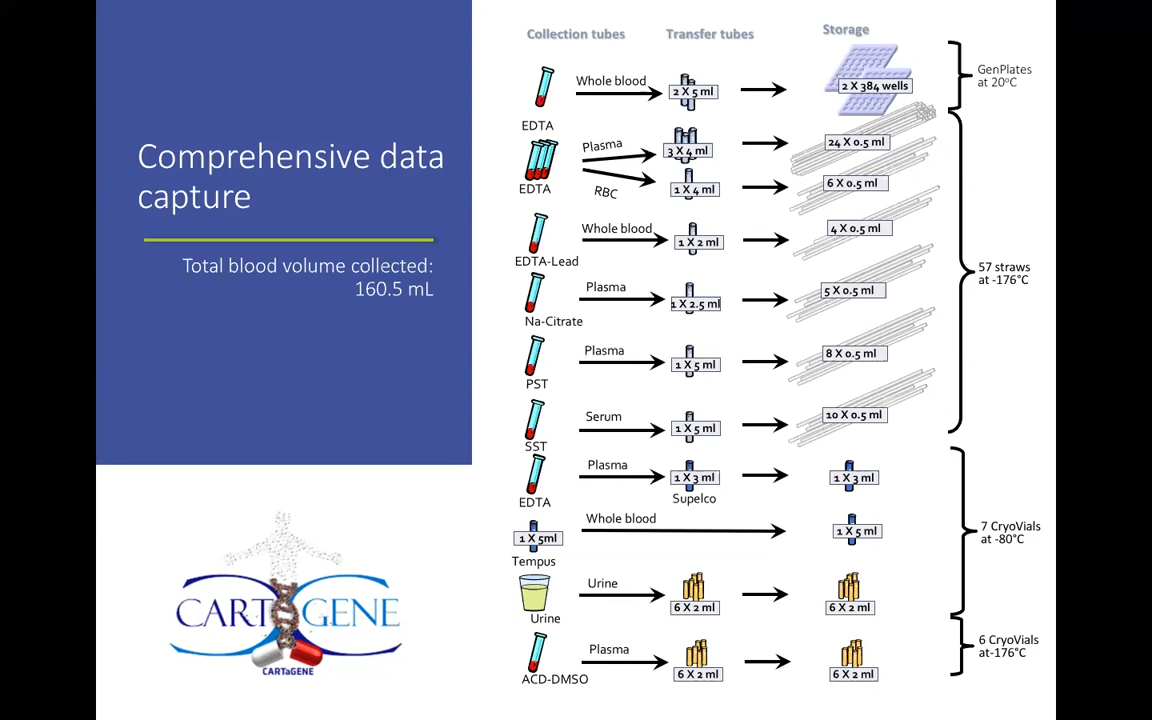 Comprehensive data
capture
Total blood volume collected:
160.5 mL
CARTAGENE
CARTaGENE
Collection tubes Transfer tubes Storage
Whole blood
2 X 5 ml
2 X 384 wells
GenPlates
at 20°C
EDTA
Plasma
3 X 4 ml
24 X 0.5 ml
RBC
1 X 4 ml
6 X 0.5 ml
EDTA
Whole blood
1 X 2 ml
4 X 0.5 ml
EDTA-Lead
57 straws
at -176°C
Plasma
1 X 2.5 ml
5 X 0.5 ml
Na-Citrate
Plasma
1 X 5 ml
8 X 0.5 ml
PST
Serum
1 X 5 ml
10 X 0.5 ml
SST
Plasma
1 X 3 ml
1 X 3 ml
EDTA
Supelco
Whole blood
1 X 5ml
1 X 5 ml
Tempus
7 CryoVials
at -80°C
Urine
6 X 2 ml
6 X 2 ml
Urine
Plasma
6 X 2 ml
6 X 2 ml
ACD-DMSO
6 CryoVials
at-176°C